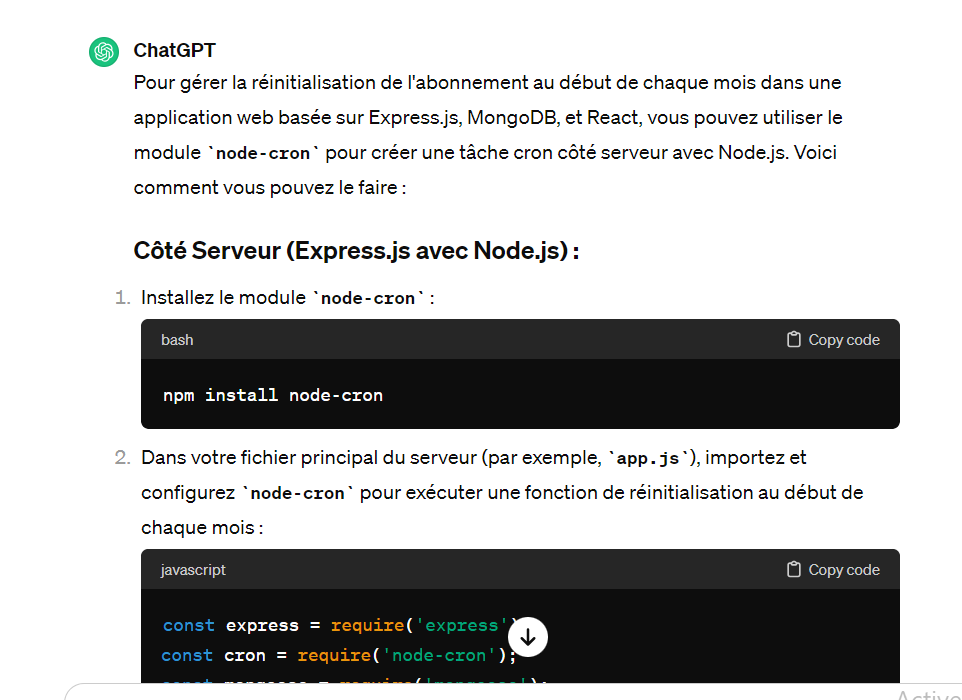 ChatGPT
Pour gérer la réinitialisation de l'abonnement au début de chaque mois dans une
application web basée sur Express.js, MongoDB, et React, vous pouvez utiliser le
module `node-cron` pour créer une tâche cron côté serveur avec Node.js. Voici
comment vous pouvez le faire :
Côté Serveur (Express.js avec Node.js) :
1. Installez le module `node-cron` :
bash
Copy code
npm install node-cron
2. Dans votre fichier principal du serveur (par exemple, `app.js`), importez et
configurez `node-cron` pour exécuter une fonction de réinitialisation au début de
chaque mois :
javascript
Copy code
const express = require('express')
const cron = require('node-cron');
const mongoose = require('mongoose');